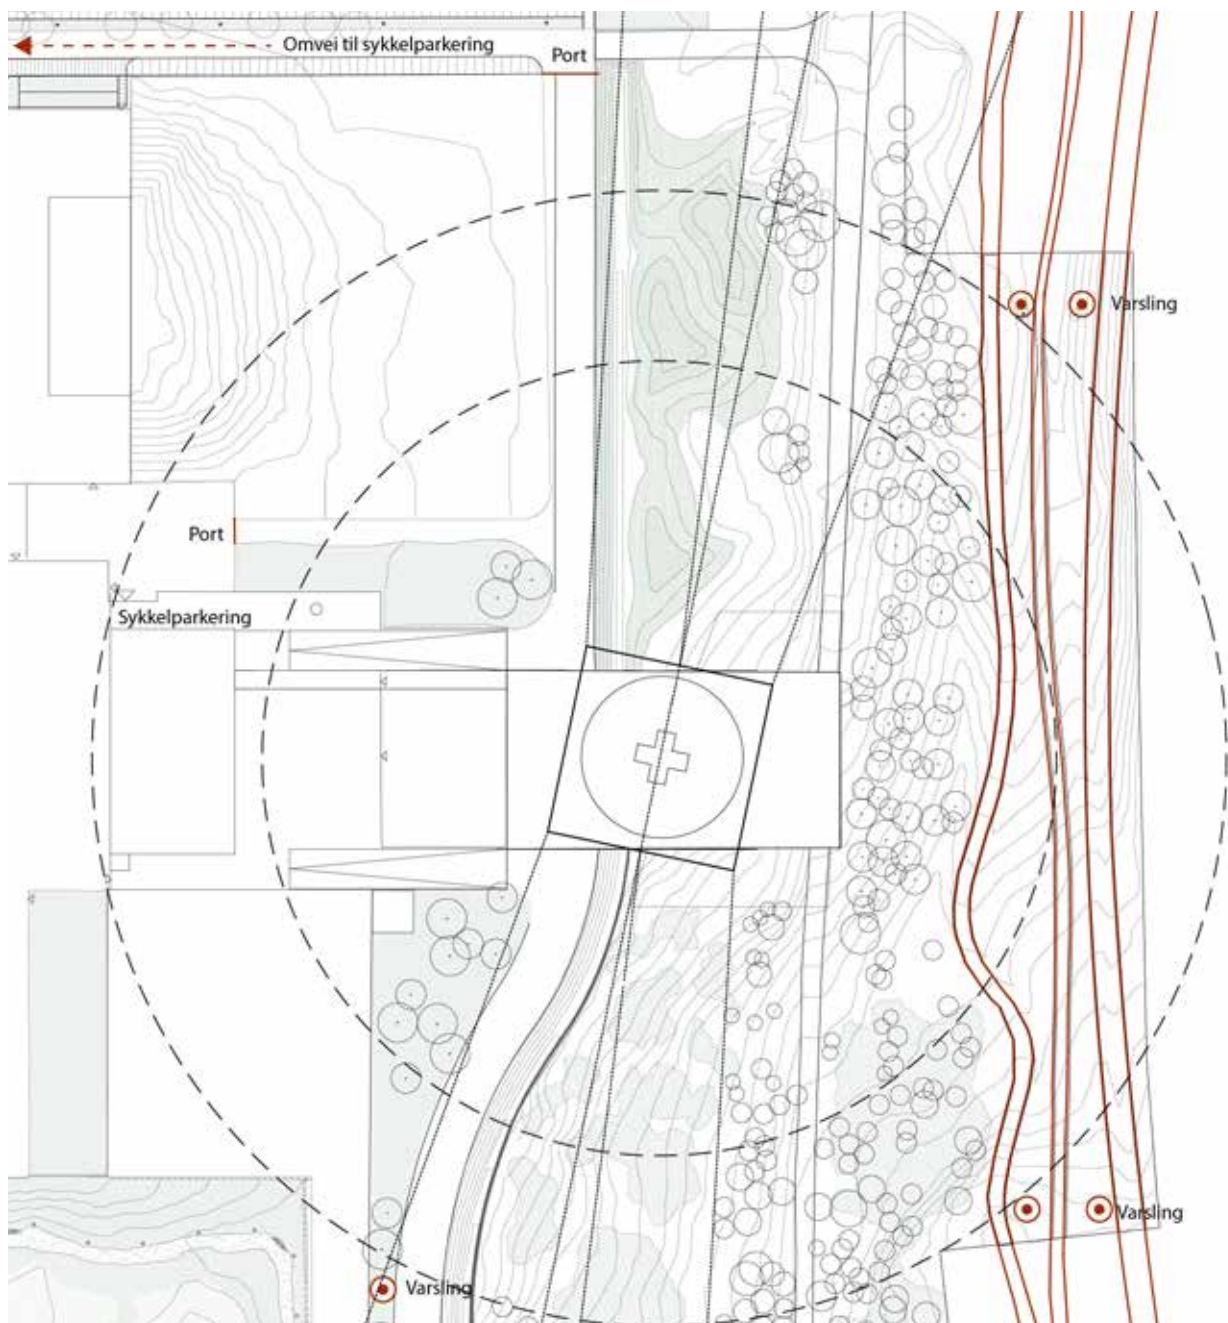 Omvei til sykkelparkering
Port
Varsling
Port
Sykkelparkering
Varsling
Varsling